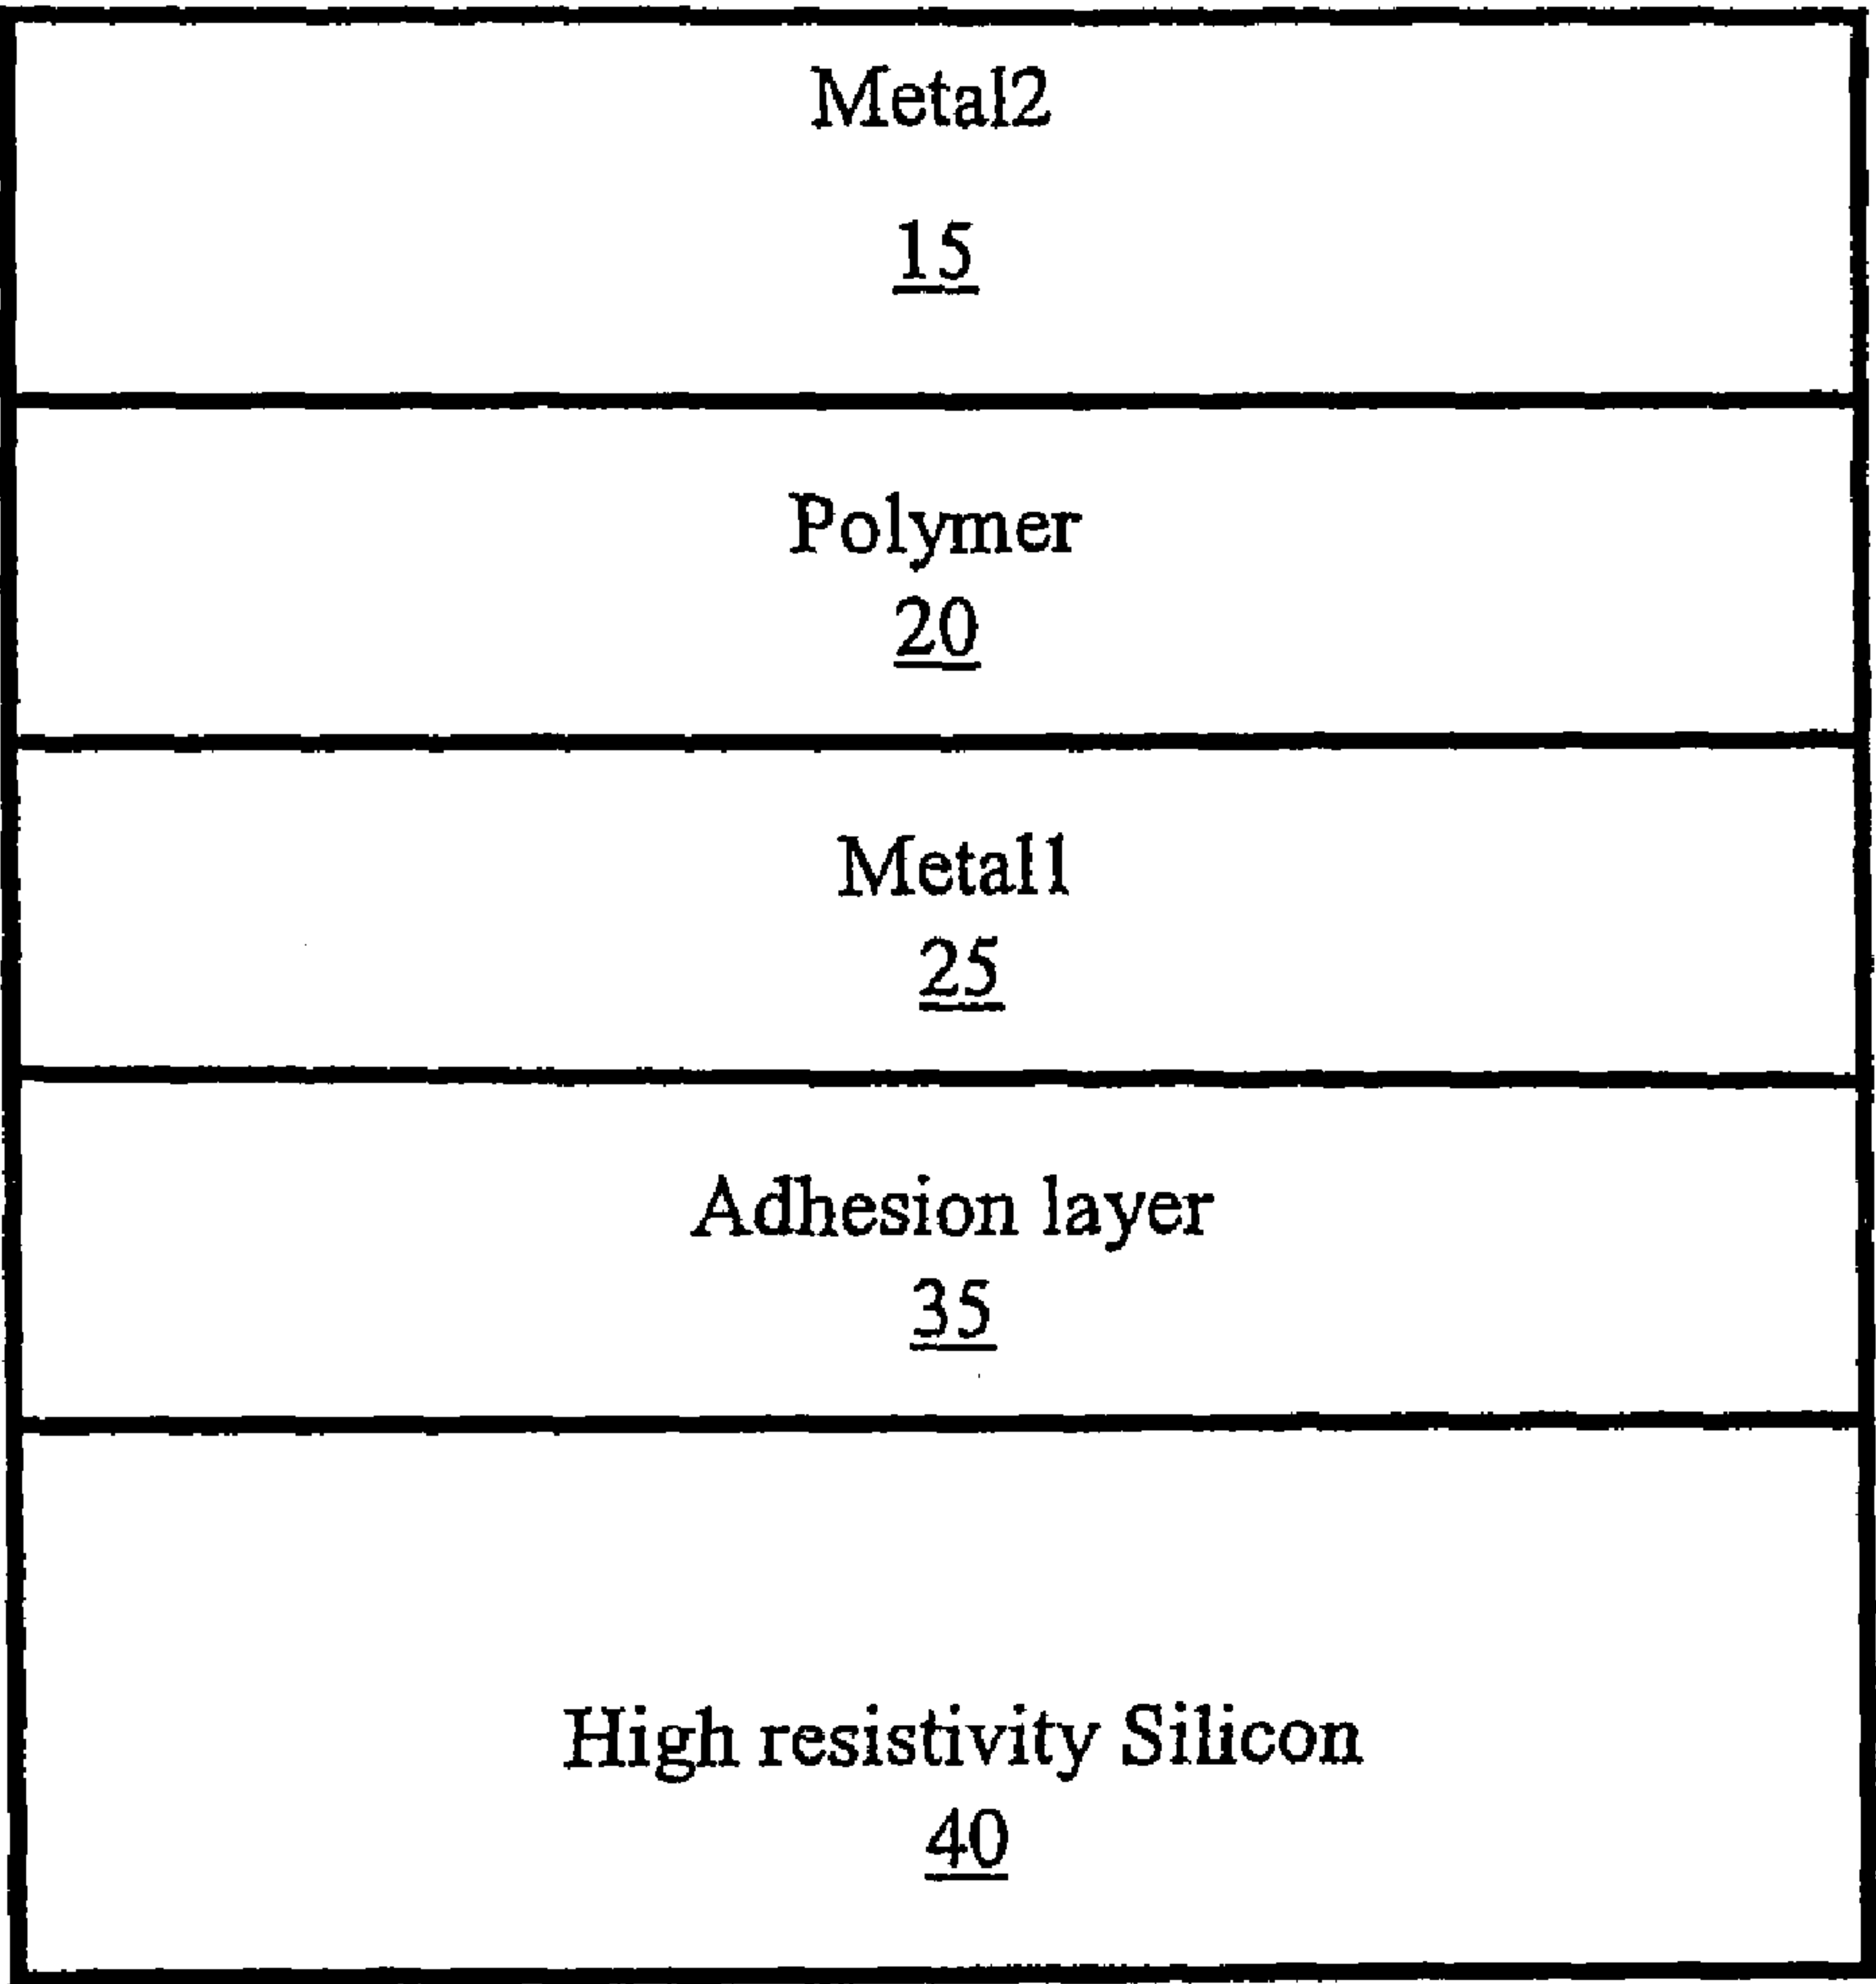 Metal2
15
Polymer
20
Metal1
25
Adhesion layer
35
High resistivity Silicon
40